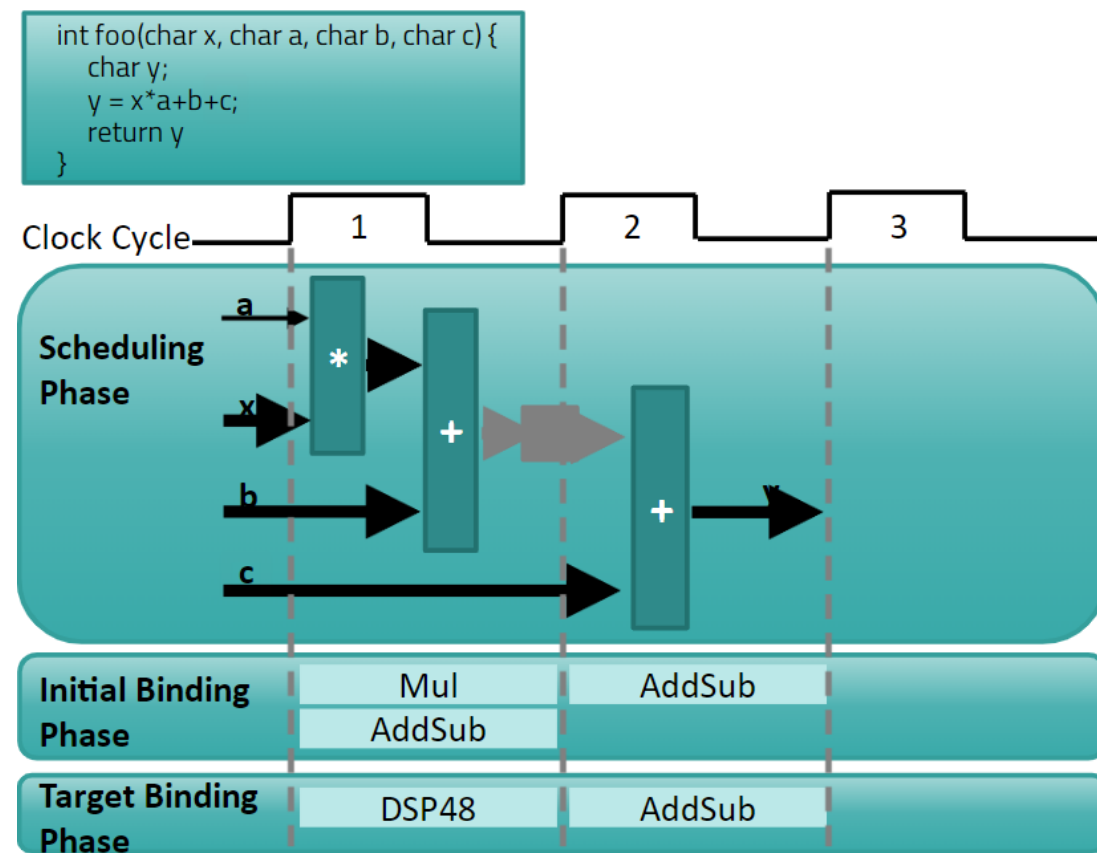 int foo(char x, char a, char b, char c) {
char y;
y = x*a+b+c;
return y
}
Clock Cycle 1 2 3
Scheduling
Phase
a
*
x
+
b
+
c
Initial Binding
Phase
Mul AddSub
AddSub
Target Binding
Phase
DSP48 AddSub